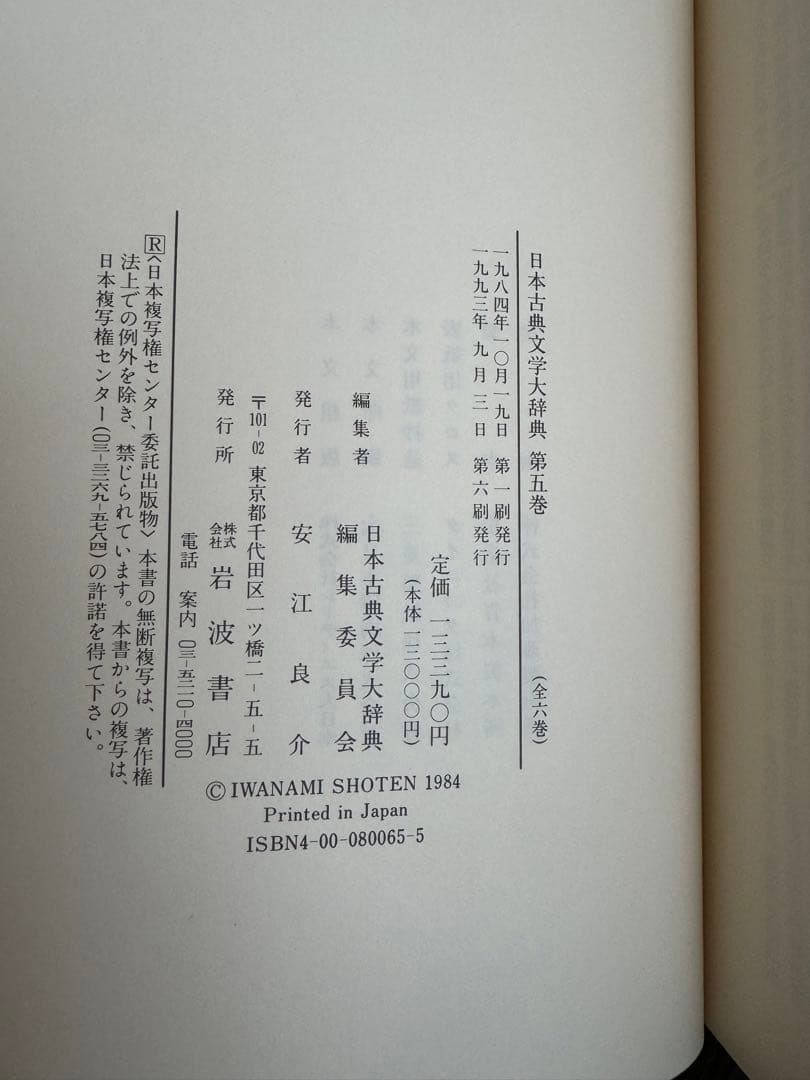 日本古典文学大辞典 第五巻
(全六巻)
一九八四年一〇月一九日 第一刷発行
一九九三年九月三日 第六刷発行
定価 一三三九〇円
(本体 一三〇〇〇円)
編集者 日本古典文学大辞典
編集委員会
発行者 安江良介
〒101-02 東京都千代田区一ツ橋二-五-五
発行所 株式会社 岩波書店
電話 案内 〇三-五二一〇-四〇〇〇
R〈日本複写権センター委託出版物〉 本書の無断複写は、著作権
法上での例外を除き、禁じられています。本書からの複写は、
日本複写権センター(〇三-三二六九-五七八四)の許諾を得て下さい。
© IWANAMI SHOTEN 1984
Printed in Japan
ISBN4-00-080065-5